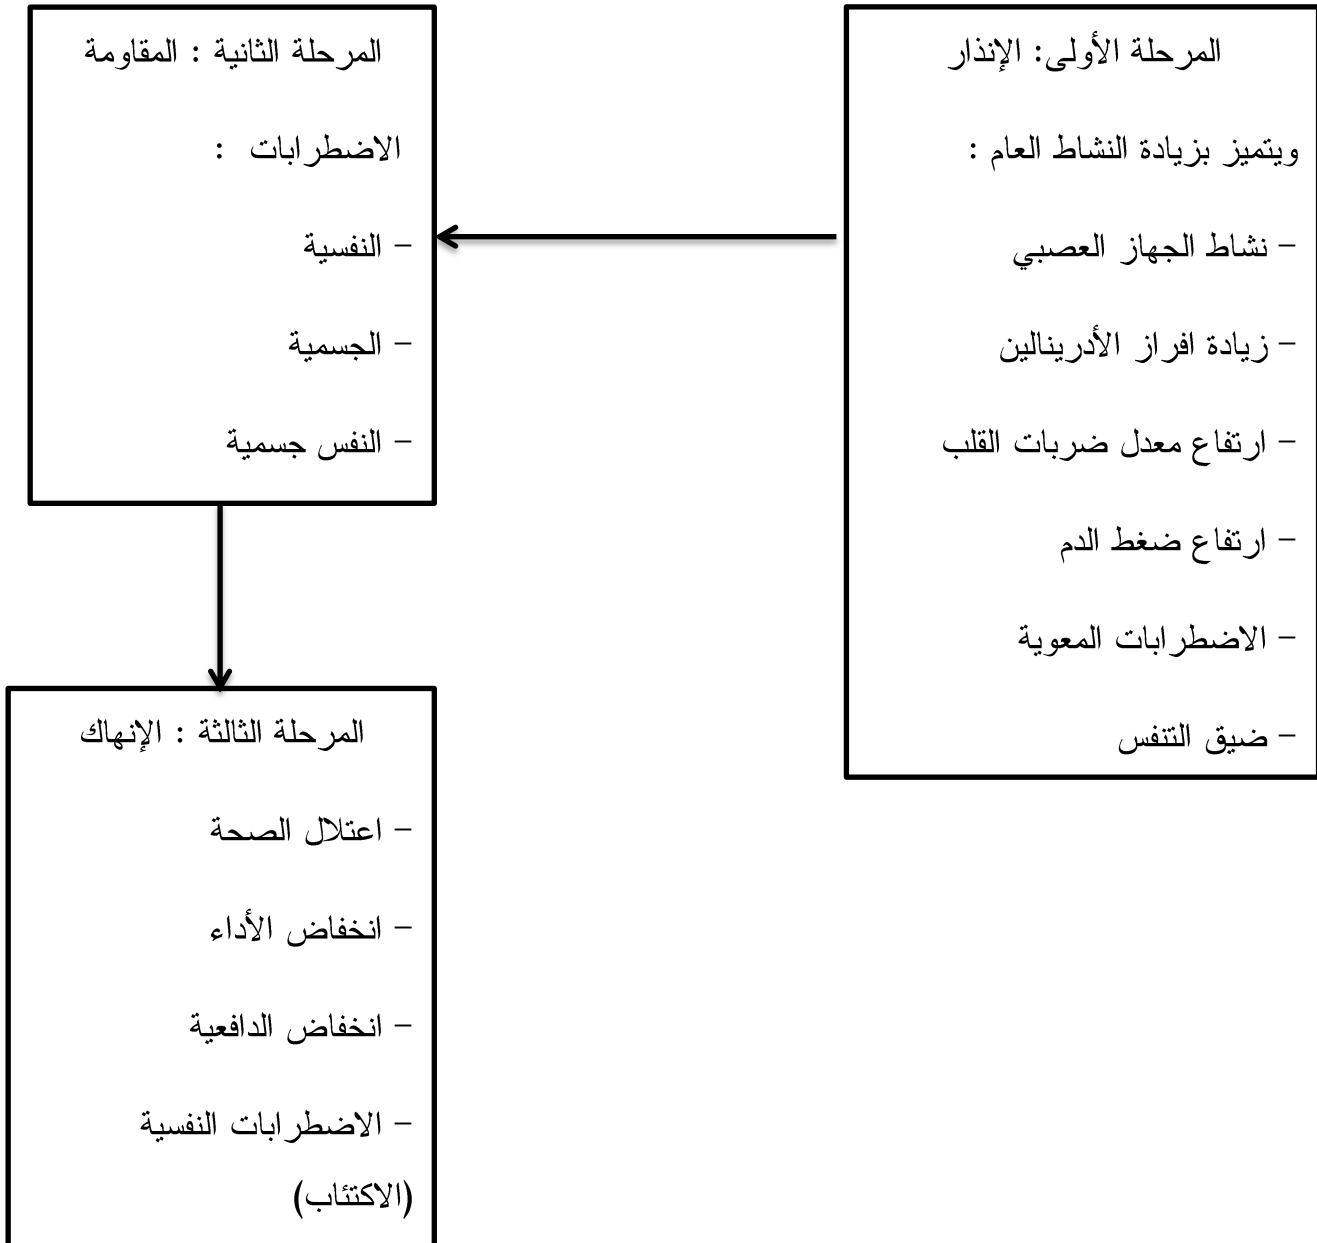 المرحلة الأولى: الإنذار
ويتميز بزيادة النشاط العام :
- نشاط الجهاز العصبي
- زيادة افراز الأدرينالين
- ارتفاع معدل ضربات القلب
- ارتفاع ضغط الدم
- الاضطرابات المعوية
- ضيق التنفس
المرحلة الثانية : المقاومة
الاضطرابات :
- النفسية
- الجسمية
- النفس جسمية
المرحلة الثالثة : الإنهاك
- اعتلال الصحة
- انخفاض الأداء
- انخفاض الدافعية
- الاضطرابات النفسية
(الاكتئاب)